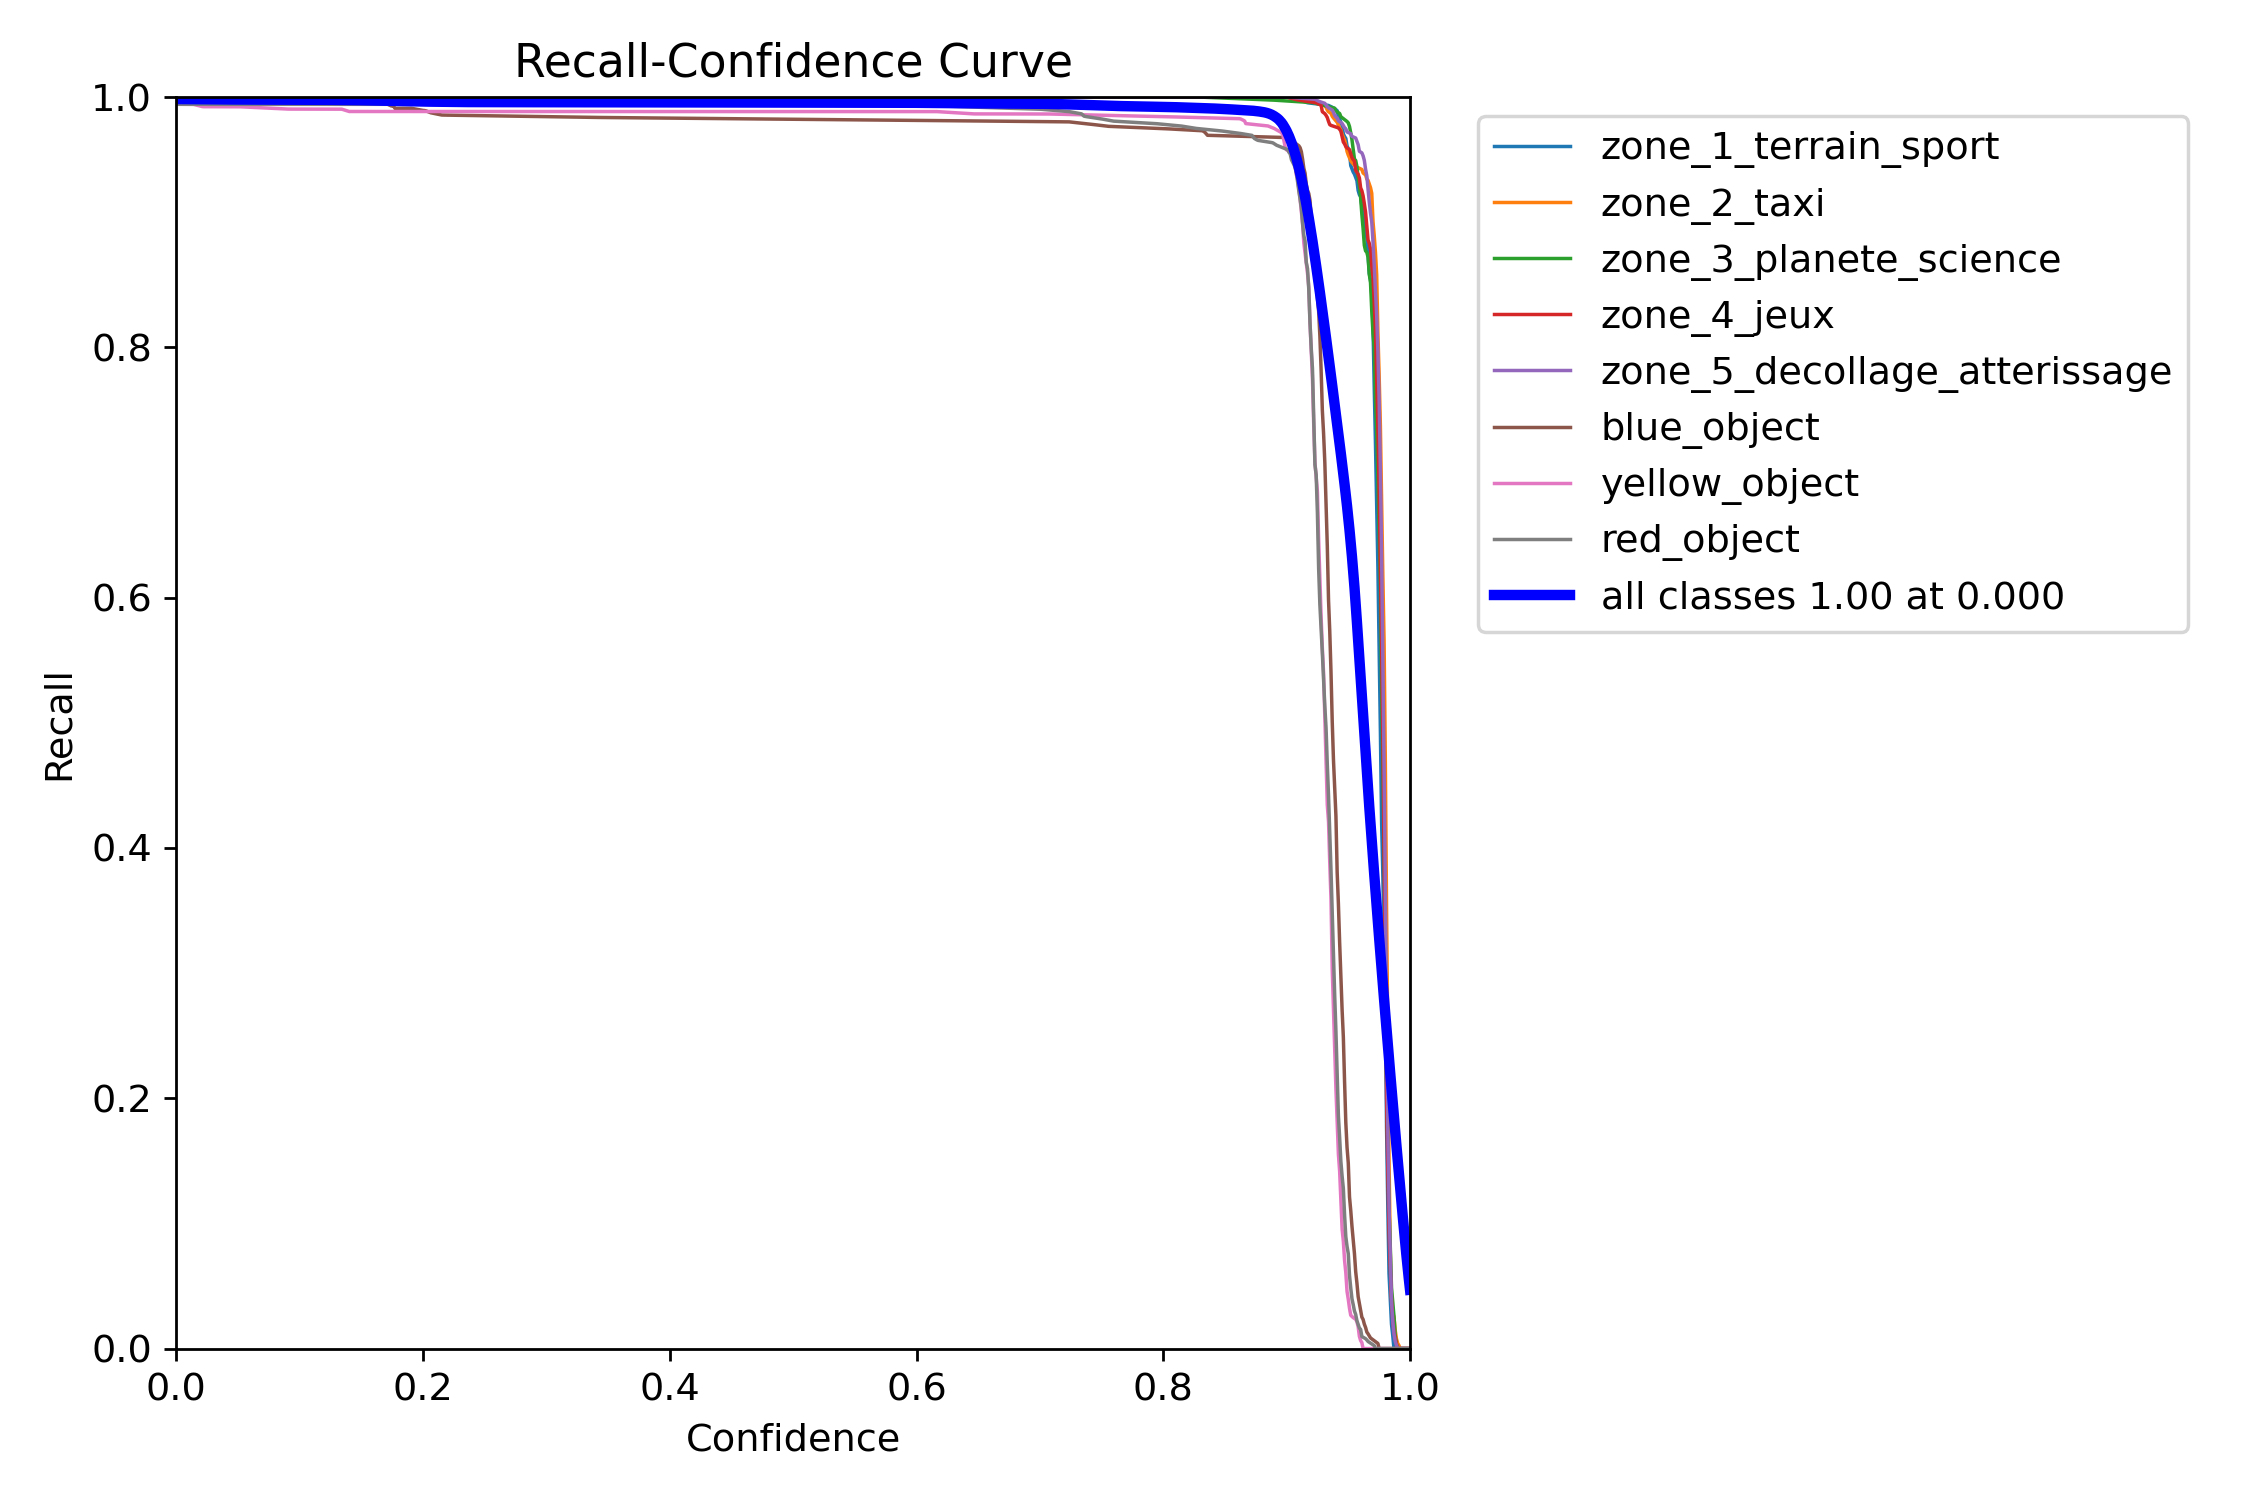 Recall-Confidence Curve
1.0
0.8
0.6
0.4
0.2
0.0
Recall
0.0 0.2 0.4 0.6 0.8 1.0
Confidence
zone_1_terrain_sport
zone_2_taxi
zone_3_planete_science
zone_4_jeux
zone_5_decollage_atterissage
blue_object
yellow_object
red_object
all classes 1.00 at 0.000